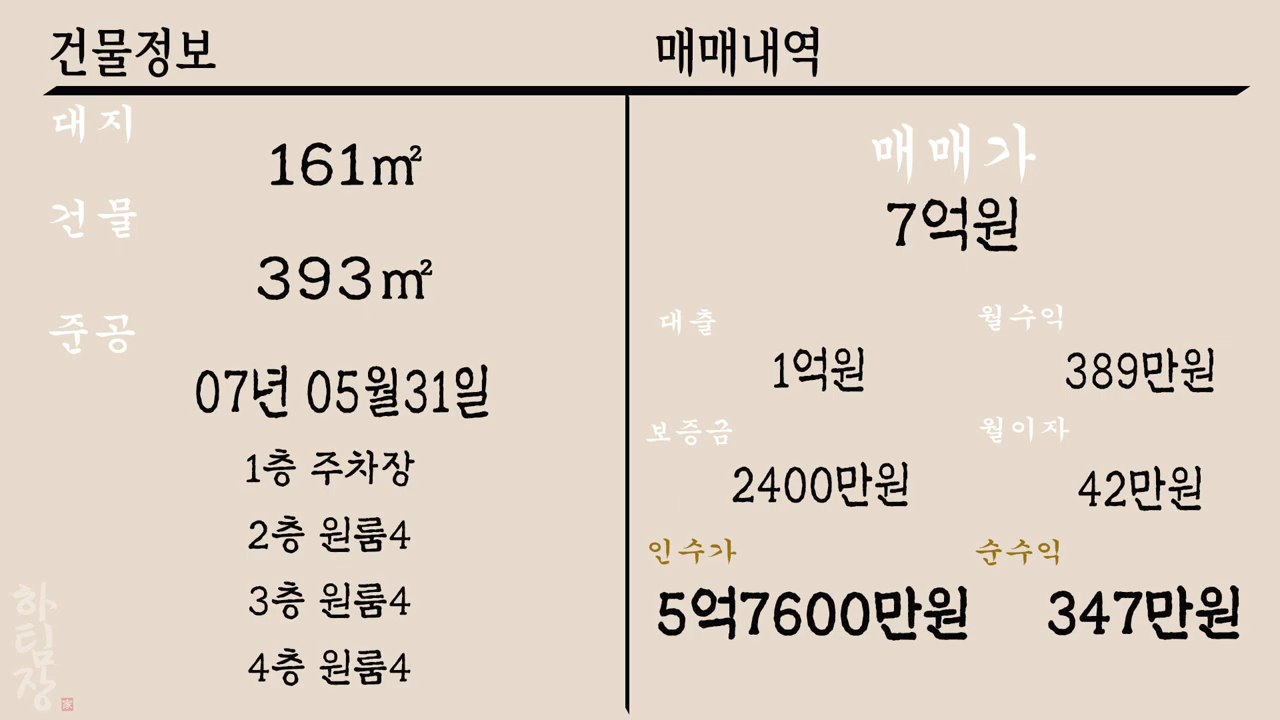 건물정보
대지
161㎡
건물
393㎡
준공
07년 05월31일
1층 주차장
2층 원룸4
3층 원룸4
4층 원룸4
하팀장
매매내역
매매가
7억원
대출
1억원
월수익
389만원
보증금
2400만원
월이자
42만원
인수가
5억7600만원
순수익
347만원